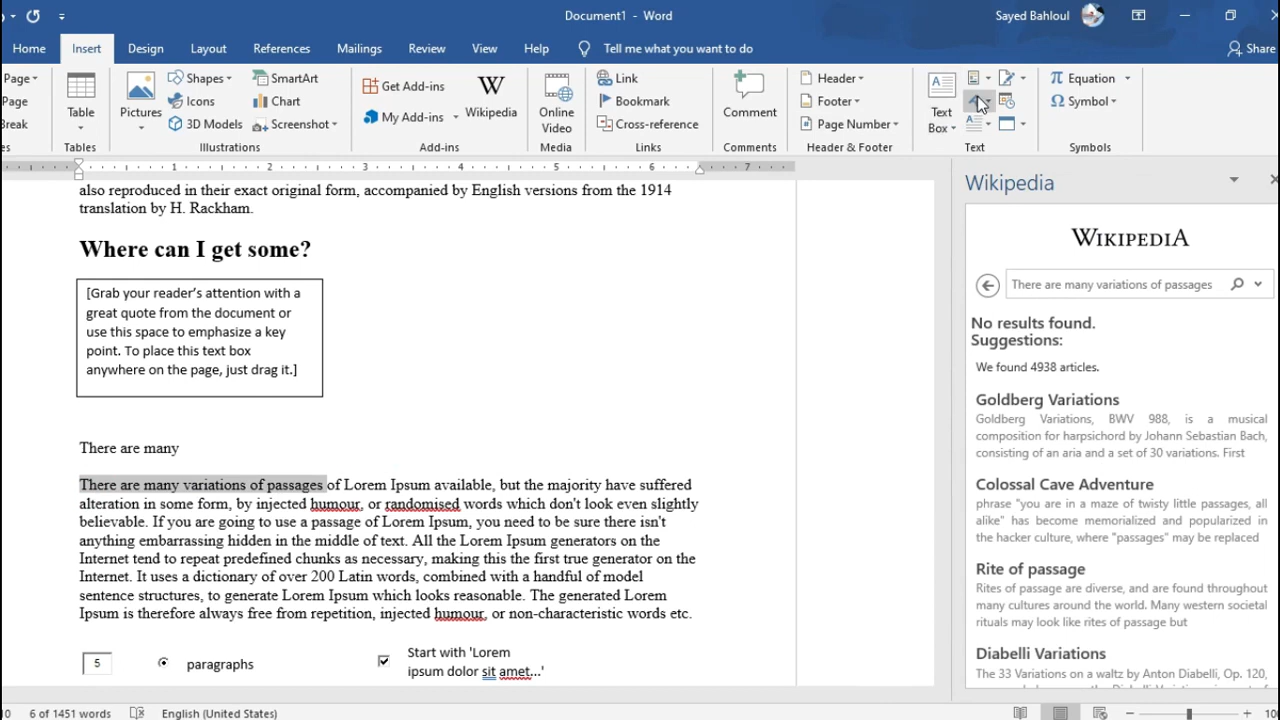 Document1 - Word
Sayed Bahloul
Home Insert Design Layout References Mailings Review View Help Tell me what you want to do Share
Page
Page
Break
Table
Tables
Pictures
Shapes
Icons
3D Models
SmartArt
Chart
Screenshot
Illustrations
Get Add-ins
My Add-ins
W
Wikipedia
Add-ins
Online
Video
Media
Link
Bookmark
Cross-reference
Links
Comment
Comments
Header
Footer
Page Number
Header & Footer
Text
Box
Text
Equation
Symbol
Symbols
1 2 3 4 5 6 7
also reproduced in their exact original form, accompanied by English versions from the 1914
translation by H. Rackham.
Where can I get some?
[Grab your reader's attention with a
great quote from the document or
use this space to emphasize a key
point. To place this text box
anywhere on the page, just drag it.]
There are many
There are many variations of passages of Lorem Ipsum available, but the majority have suffered
alteration in some form, by injected humour, or randomised words which don't look even slightly
believable. If you are going to use a passage of Lorem Ipsum, you need to be sure there isn't
anything embarrassing hidden in the middle of text. All the Lorem Ipsum generators on the
Internet tend to repeat predefined chunks as necessary, making this the first true generator on the
Internet. It uses a dictionary of over 200 Latin words, combined with a handful of model
sentence structures, to generate Lorem Ipsum which looks reasonable. The generated Lorem
Ipsum is therefore always free from repetition, injected humour, or non-characteristic words etc.
5 paragraphs
Start with 'Lorem
ipsum dolor sit amet...'
Wikipedia
WIKIPEDIA
There are many variations of passages
No results found.
Suggestions:
We found 4938 articles.
Goldberg Variations
Goldberg Variations, BWV 988, is a musical
composition for harpsichord by Johann Sebastian Bach,
consisting of an aria and a set of 30 variations. First
Colossal Cave Adventure
phrase "you are in a maze of twisty little passages, all
alike" has become memorialized and popularized in
the hacker culture, where "passages" may be replaced
Rite of passage
Rites of passage are diverse, and are found throughout
many cultures around the world. Many western societal
rituals may look like rites of passage but
Diabelli Variations
The 33 Variations on a waltz by Anton Diabelli, Op. 120,
6 of 1451 words English (United States)